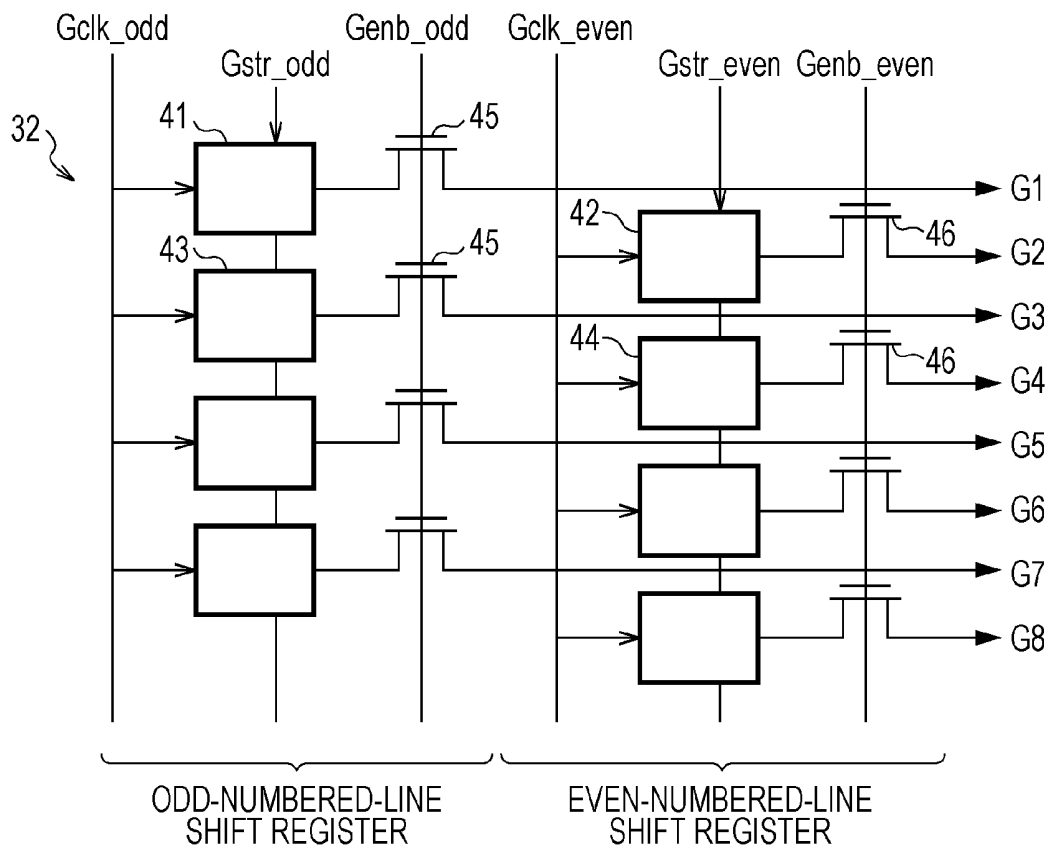 Gclk_odd
Genb_odd
Gclk_even
Gstr_odd
Gstr_even
Genb_even
32
41
45
G1
42
46
G2
43
45
G3
44
46
G4
G5
G6
G7
G8
ODD-NUMBERED-LINE
SHIFT REGISTER
EVEN-NUMBERED-LINE
SHIFT REGISTER